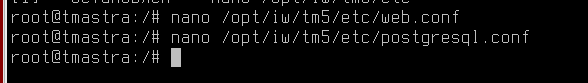 root@tmastra:/# nano /opt/iw/tm5/etc/web.conf
root@tmastra:/# nano /opt/iw/tm5/etc/postgresql.conf
root@tmastra:/#